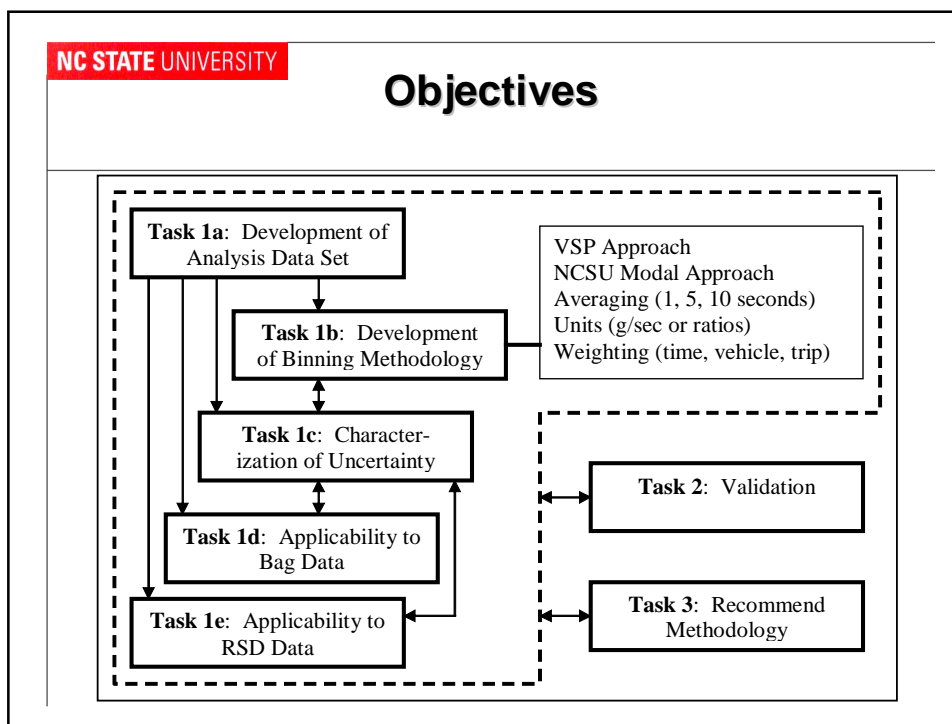 NC STATE UNIVERSITY
Objectives
Task 1a: Development of
Analysis Data Set
VSP Approach
NCSU Modal Approach
Averaging (1, 5, 10 seconds)
Units (g/sec or ratios)
Weighting (time, vehicle, trip)
Task 1b: Development
of Binning Methodology
Task 1c: Character-
ization of Uncertainty
Task 1d: Applicability to
Bag Data
Task 1e: Applicability to
RSD Data
Task 2: Validation
Task 3: Recommend
Methodology